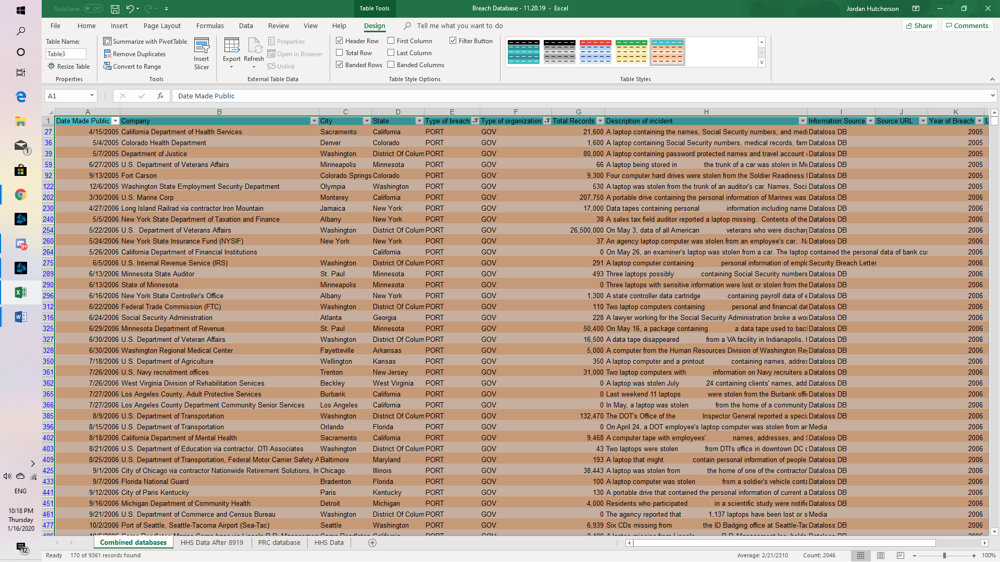 AutoSave Off
Table Tools
Breach Database - 11.20.19 - Excel
Jordan Hutcherson
File Home Insert Page Layout Formulas Data Review View Help Design Tell me what you want to do
Share Comments
Table Name:
Table3
Resize Table
Properties
Summarize with PivotTable
Remove Duplicates
Convert to Range
Tools
Insert Slicer
Export Refresh
Properties
Open in Browser
Unlink
External Table Data
Header Row First Column Filter Button
Total Row Last Column
Banded Rows Banded Columns
Table Style Options
Table Styles
A1 fx Date Made Public
A B C D E F G H I J K
1 Date Made Public Company City State Type of breach Type of organization Total Records Description of incident Information Source Source URL Year of Breach L
27 4/15/2005 California Department of Health Services Sacramento California PORT GOV 21,600 A laptop containing the names, Social Security numbers, and medi Dataloss DB 2005
36 5/4/2005 Colorado Health Department Denver Colorado PORT GOV 1,600 A laptop containing Social Security numbers, medical records, fam Dataloss DB 2005
39 5/7/2005 Department of Justice Washington District Of Colum PORT GOV 80,000 A laptop containing password protected names and travel account Dataloss DB 2005
59 6/27/2005 U.S. Department of Veterans Affairs Minneapolis Minnesota PORT GOV 66 A laptop being stored in the trunk of a car was stolen in Mi Dataloss DB 2005
92 9/13/2005 Fort Carson Colorado Springs Colorado PORT GOV 9,300 Four computer hard drives were stolen from the Soldier Readiness Dataloss DB 2005
122 12/6/2005 Washington State Employment Security Department Olympia Washington PORT GOV 530 A laptop was stolen from the trunk of an auditor's car. Names, Soci Dataloss DB 2005
202 3/30/2006 U.S. Marine Corp Monterey California PORT GOV 207,750 A portable drive containing the personal information of Marines was Dataloss DB 2006
230 4/27/2006 Long Island Railrad via contractor Iron Mountain Jamaica New York PORT GOV 17,000 Data tapes containing personal information including name Dataloss DB 2006
240 5/5/2006 New York State Department of Taxation and Finance Albany New York PORT GOV 38 A sales tax field auditor reported a laptop missing. Contents of the Dataloss DB 2006
254 5/22/2006 U.S. Department of Veterans Affairs Washington District Of Colum PORT GOV 26,500,000 On May 3, data of all American veterans who were discharg Dataloss DB 2006
260 5/24/2006 New York State Insurance Fund (NYSIF) New York New York PORT GOV 37 An agency laptop computer was stolen from an employee's car. Dataloss DB 2006
264 5/26/2006 California Department of Financial Institutions California PORT GOV 0 On May 26, an examiner's laptop was stolen from a car. The laptop contained the personal data of bank cus 2006
275 6/5/2006 U.S. Internal Revenue Service (IRS) Washington District Of Colum PORT GOV 291 A laptop computer containing personal information of empl Security Breach Letter 2006
289 6/13/2006 Minnesota State Auditor St. Paul Minnesota PORT GOV 493 Three laptops possibly containing Social Security numbers Dataloss DB 2006
290 6/13/2006 State of Minnesota Minneapolis Minnesota PORT GOV 0 Three laptops with sensitive information were lost or stolen from the Dataloss DB 2006
296 6/16/2006 New York State Controller's Office Albany New York PORT GOV 1,300 A state controller data cartridge containing payroll data of Dataloss DB 2006
312 6/22/2006 Federal Trade Commission (FTC) Washington District Of Colum PORT GOV 110 Two laptop computers containing personal and financial da Dataloss DB 2006
316 6/24/2006 Social Security Administration Atlanta Georgia PORT GOV 228 A lawyer working for the Social Security Administration broke a wo Dataloss DB 2006
325 6/29/2006 Minnesota Department of Revenue St. Paul Minnesota PORT GOV 50,400 On May 16, a package containing a data tape used to bac Dataloss DB 2006
327 6/30/2006 U.S. Department of Veteran Affairs Washington District Of Colum PORT GOV 16,500 A data tape disappeared from a VA facility in Indianapolis, Dataloss DB 2006
328 6/30/2006 Washington Regional Medical Center Fayetteville Arkansas PORT GOV 5,000 A computer from the Human Resources Division of Washington Re Dataloss DB 2006
350 7/18/2006 U.S. Department of Agriculture Wellington Kansas PORT GOV 350 A laptop computer and a printout containing names, addres Dataloss DB 2006
361 7/26/2006 U.S. Navy recruitment offices Trenton New Jersey PORT GOV 31,000 Two laptop computers with information on Navy recruiters a Dataloss DB 2006
362 7/26/2006 West Virginia Division of Rehabilitation Services Beckley West Virginia PORT GOV 0 A laptop was stolen July 24 containing clients' names, add Dataloss DB 2006
365 7/27/2006 Los Angeles County, Adult Protective Services Burbank California PORT GOV 0 Last weekend 11 laptops were stolen from the Burbank offi Dataloss DB 2006
366 7/27/2006 Los Angeles County Department Community Senior Services Los Angeles California PORT GOV 0 In May, a laptop was stolen from the home of a community Dataloss DB 2006
385 8/9/2006 U.S. Department of Transportation Washington District Of Colum PORT GOV 132,470 The DOT's Office of the Inspector General reported a speci Dataloss DB 2006
396 8/15/2006 U.S. Department of Transportation Orlando Florida PORT GOV 0 On April 24, a DOT employee's laptop computer was stolen from ar Media 2006
402 8/18/2006 California Department of Mental Health Sacramento California PORT GOV 9,468 A computer tape with employees' names, addresses, and Dataloss DB 2006
403 8/21/2006 U.S. Department of Education via contractor, DTI Associates Washington District Of Colum PORT GOV 43 Two laptops were stolen from DTI's office in downtown DC Dataloss DB 2006
409 8/25/2006 U.S. Department of Transportation, Federal Motor Carrier Safety A Baltimore Maryland PORT GOV 193 A laptop that might contain personal information of people Dataloss DB 2006
425 9/1/2006 City of Chicago via contractor Nationwide Retirement Solutions, In Chicago Illinois PORT GOV 38,443 A laptop was stolen from the home of one of the contractor' Dataloss DB 2006
433 9/7/2006 Florida National Guard Bradenton Florida PORT GOV 100 A laptop computer was stolen from a soldier's vehicle conta Dataloss DB 2006
441 9/12/2006 City of Paris Kentucky Paris Kentucky PORT GOV 130 A portable drive that contained the personal information of current a Dataloss DB 2006
451 9/16/2006 Michigan Department of Community Health Detroit Michigan PORT GOV 4,000 Residents who participated in a scientific study were notifi Dataloss DB 2006
461 9/21/2006 U.S. Department of Commerce and Census Bureau Washington District Of Colum PORT GOV 0 The agency reported that 1,137 laptops have been lost or s Media 2006
477 10/2/2006 Port of Seattle, Seattle-Tacoma Airport (Sea-Tac) Seattle Washington PORT GOV 6,939 Six CDs missing from the ID Badging office at Seattle-Tac Dataloss DB 2006
Combined databases HHS Data After 8919 PRC database HHS Data
Ready 170 of 9361 records found Average: 2/21/2310 Count: 2046 100%
1
9+
ENG
10:18 PM
Thursday
1/16/2020
12